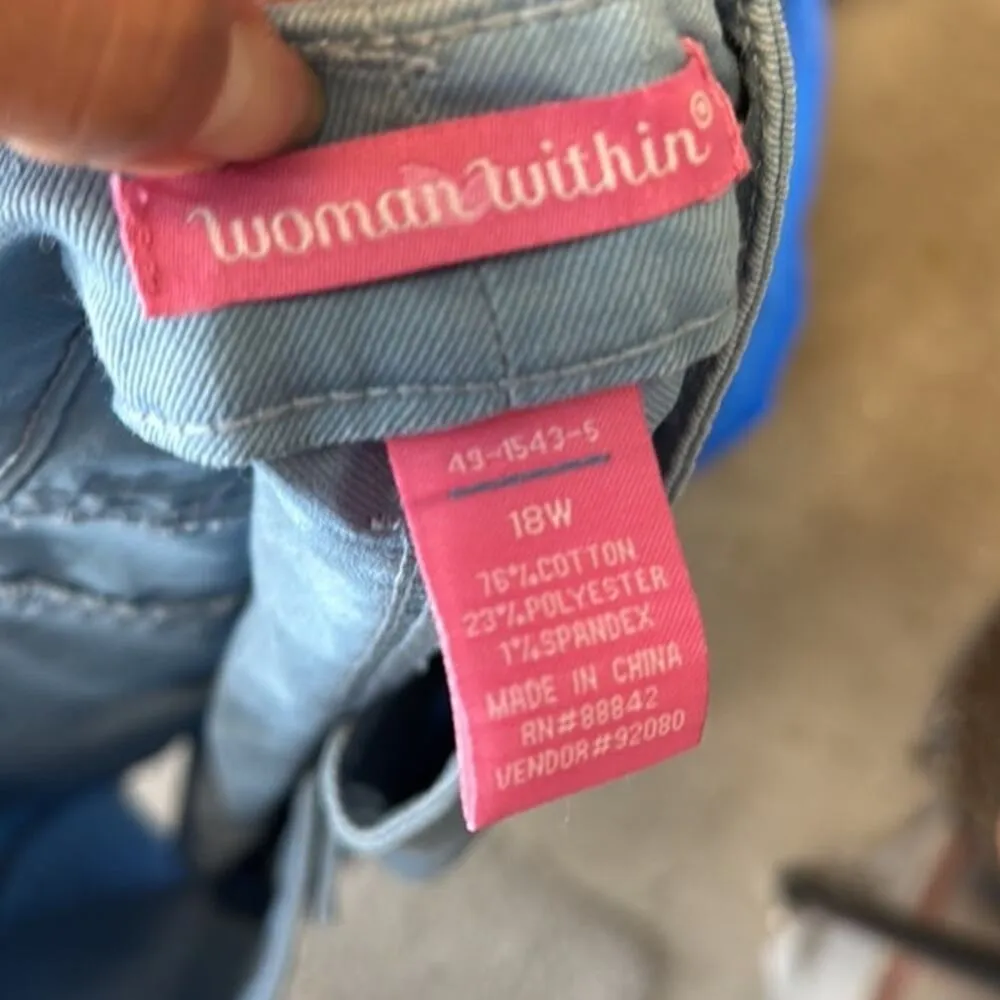 woman within®
49-1543-5
18W
76%COTTON
23%POLYESTER
1%SPANDEX
MADE IN CHINA
RN#88842
VENDOR#92080